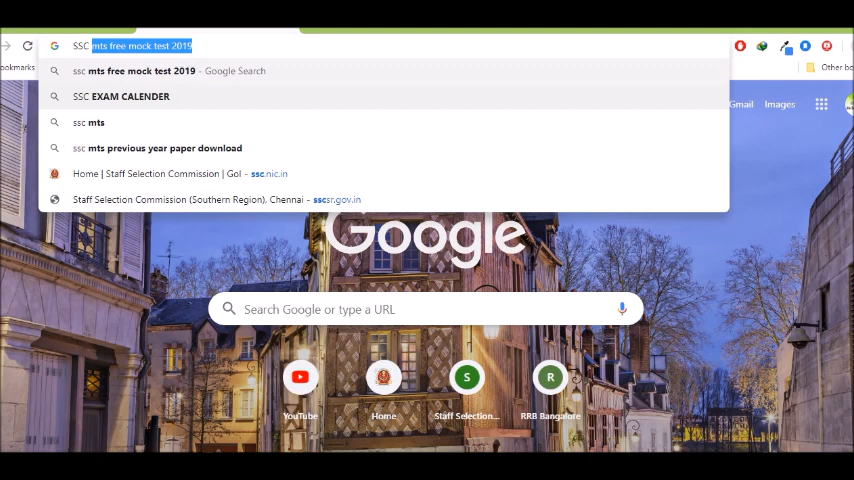 SSC mts free mock test 2019
ssc mts free mock test 2019 - Google Search
SSC EXAM CALENDER
ssc mts
ssc mts previous year paper download
Home | Staff Selection Commission | GoI - ssc.nic.in
Staff Selection Commission (Southern Region), Chennai - sscsr.gov.in
ookmarks
Other bo
Gmail Images
Google
Search Google or type a URL
S R
YouTube Home Staff Selection... RRB Bangalore